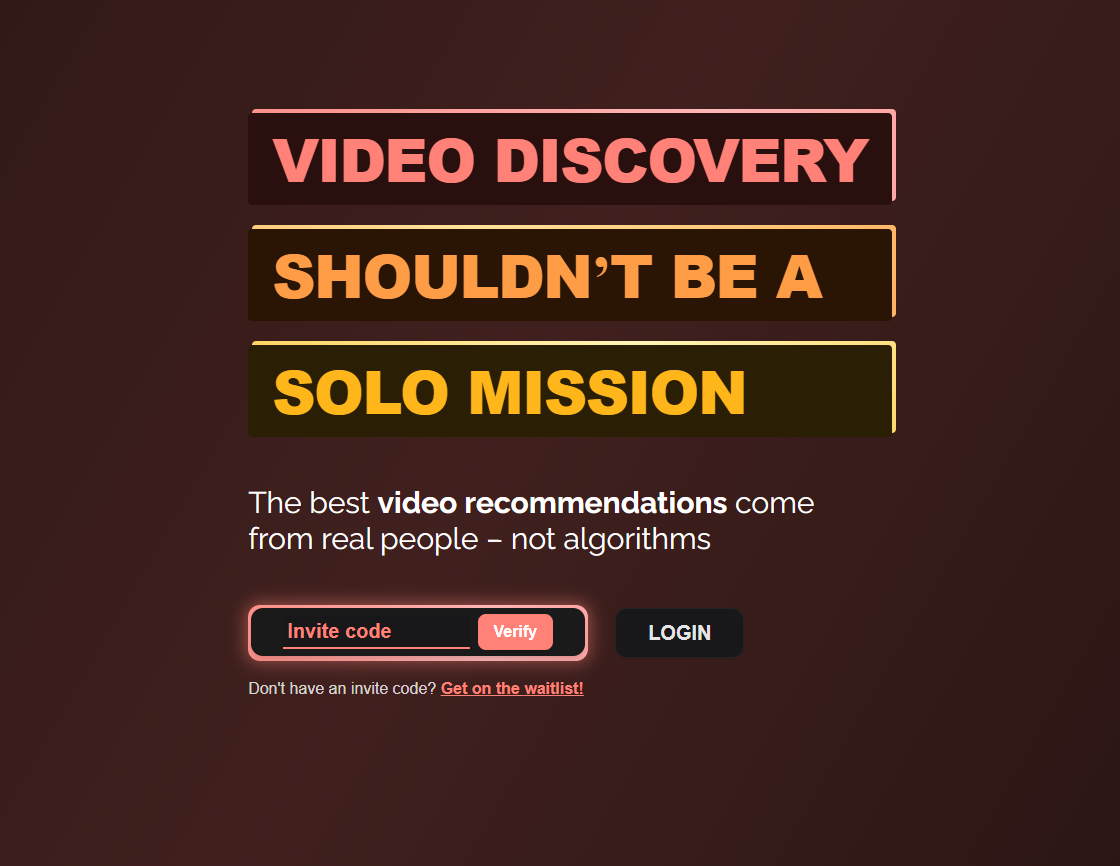 VIDEO DISCOVERY
SHOULDN’T BE A
SOLO MISSION
The best video recommendations come
from real people – not algorithms
Invite code Verify LOGIN
Don't have an invite code? Get on the waitlist!